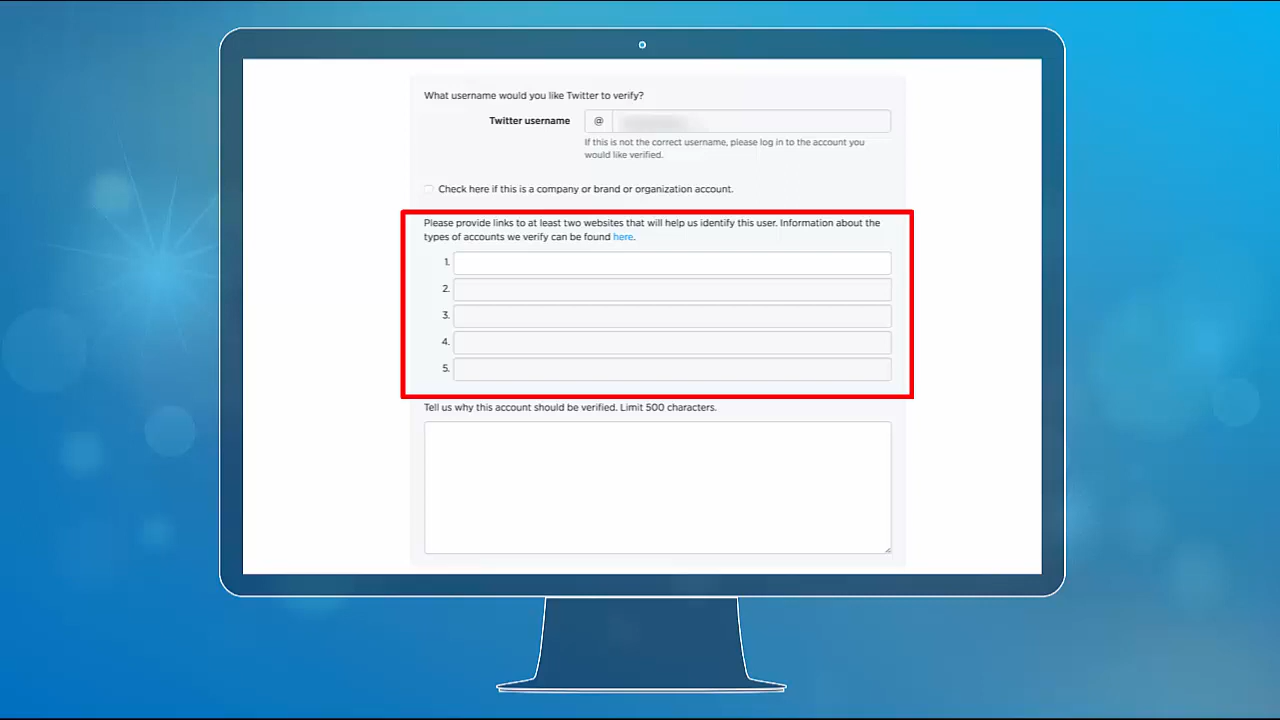 What username would you like Twitter to verify?
Twitter username @
If this is not the correct username, please log in to the account you
would like verified.
Check here if this is a company or brand or organization account.
Please provide links to at least two websites that will help us identify this user. Information about the
types of accounts we verify can be found here.
1.
2.
3.
4.
5.
Tell us why this account should be verified. Limit 500 characters.